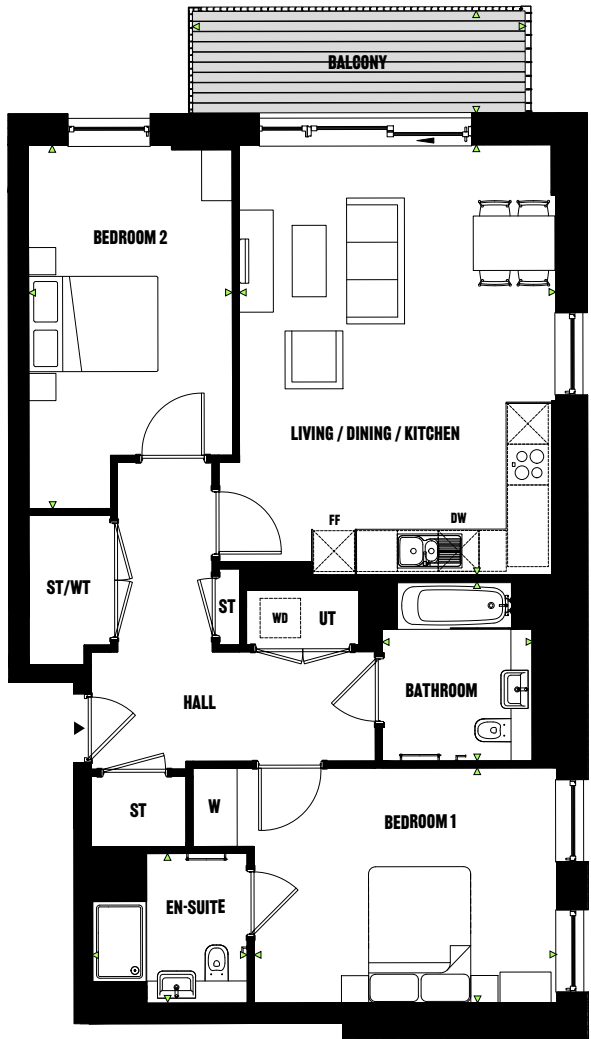 BALCONY
BEDROOM 2
LIVING / DINING / KITCHEN
FF
DW
ST/WT
ST
WD
UT
BATHROOM
HALL
ST
W
BEDROOM 1
EN-SUITE